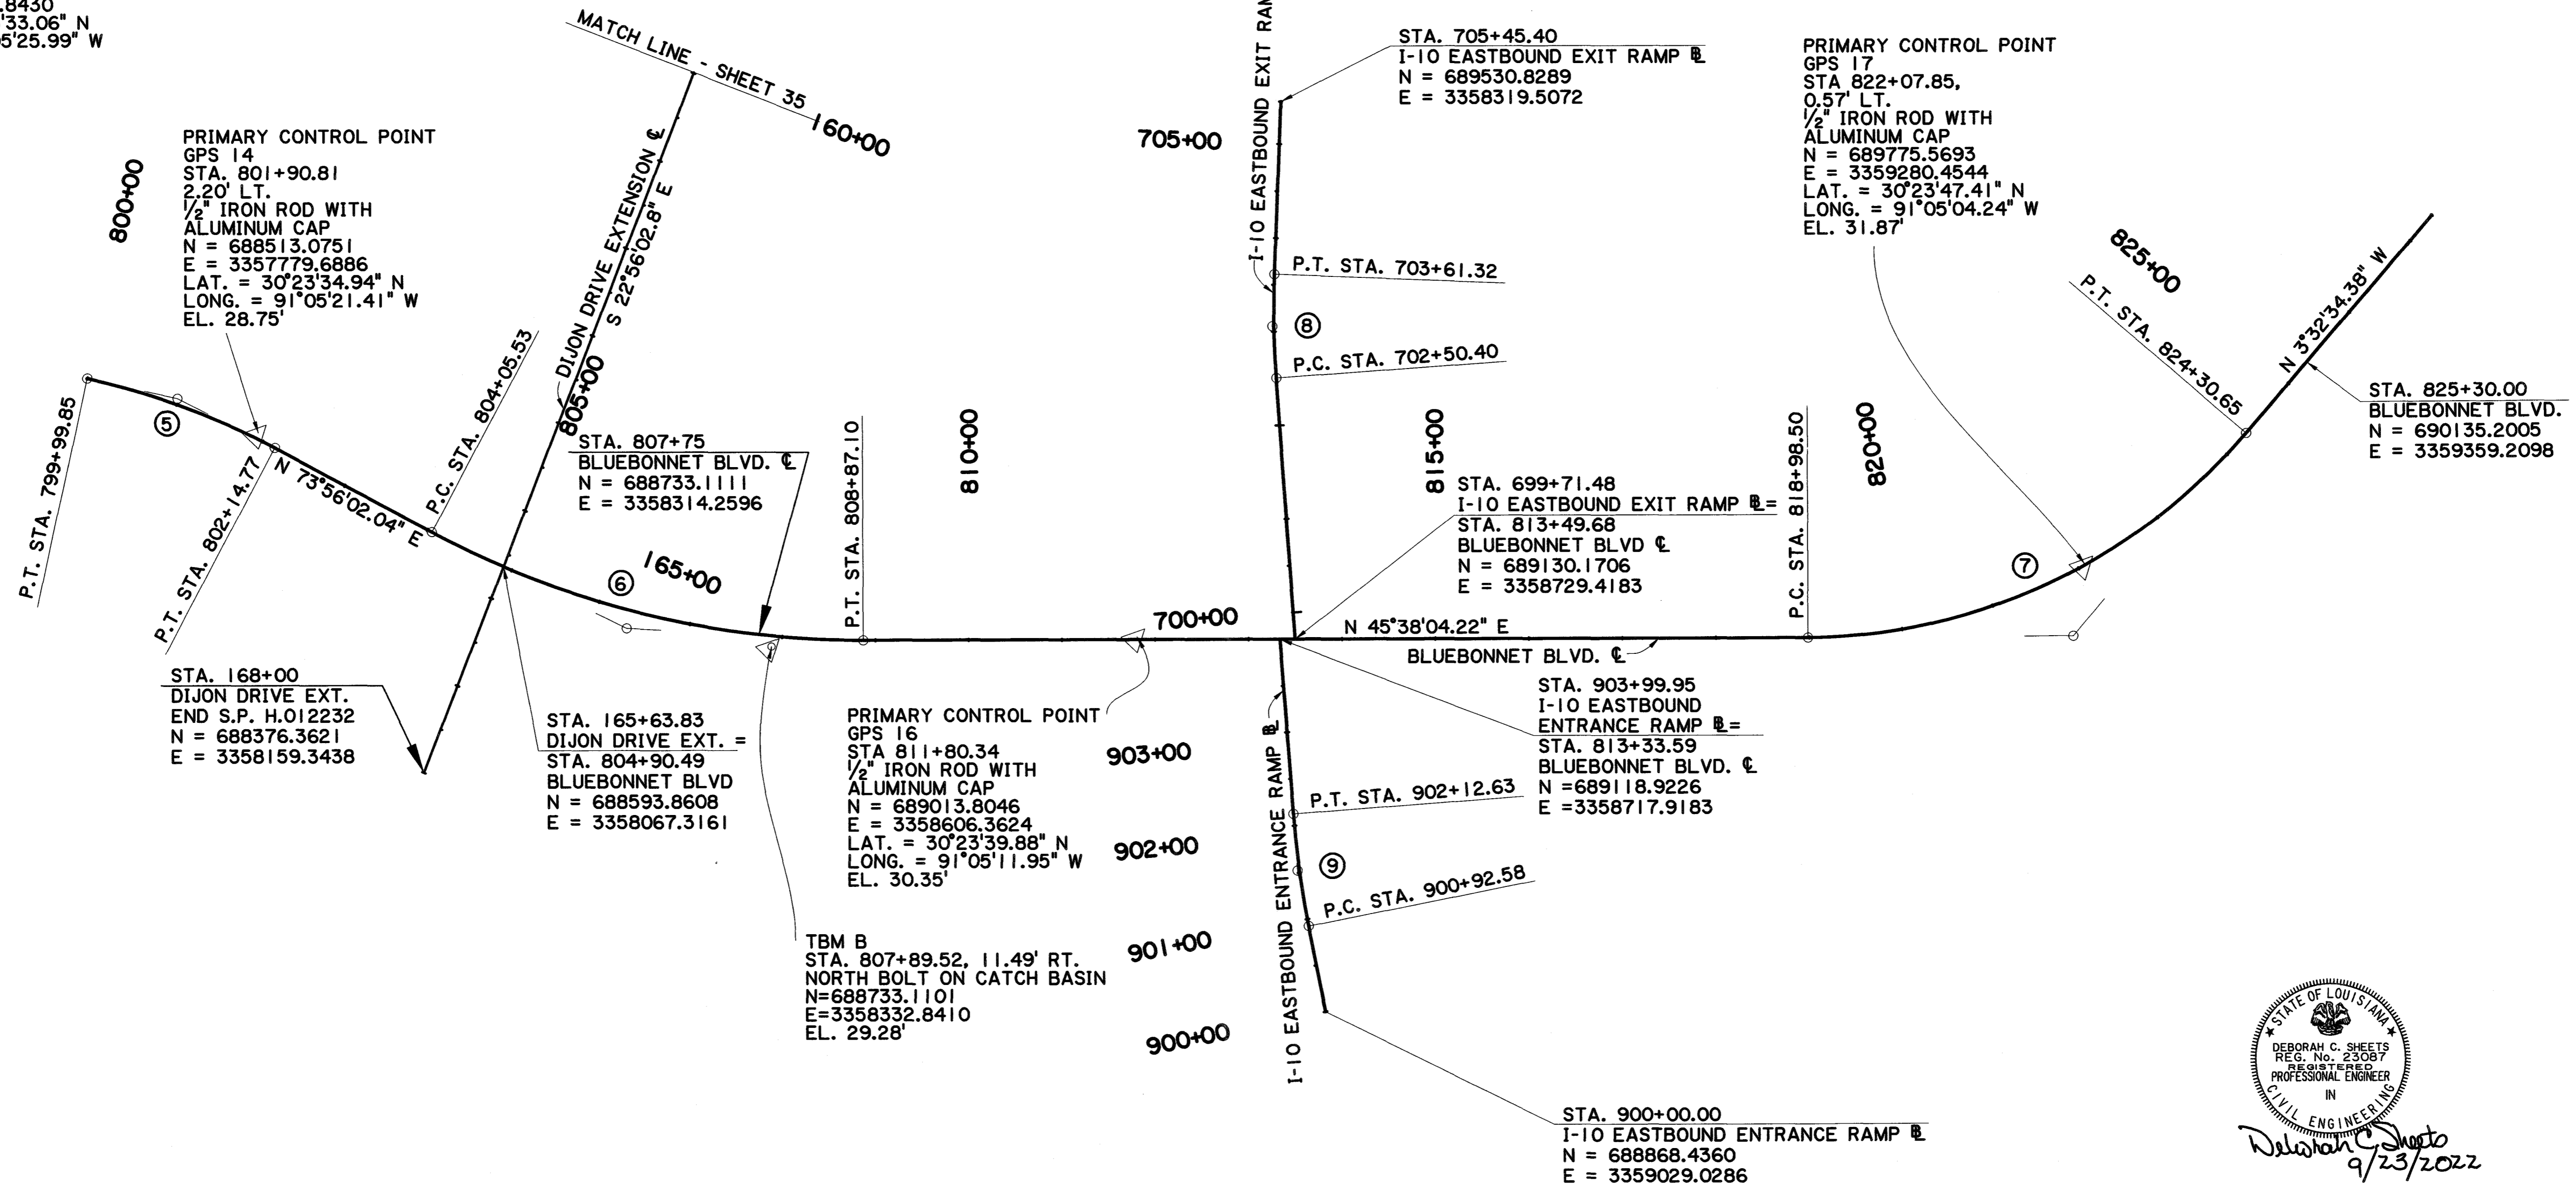 .8430
'33.06" N
5'25.99" W
MATCH LINE - SHEET 35
160+00
800+00
PRIMARY CONTROL POINT
GPS 14
STA. 801+90.81
2.20' LT.
1/2" IRON ROD WITH
ALUMINUM CAP
N = 688513.0751
E = 3357779.6886
LAT. = 30°23'34.94" N
LONG. = 91°05'21.41" W
EL. 28.75'
DIJON DRIVE EXTENSION ℄
S 22°56'02.8" E
805+00
P.T. STA. 799+99.85
5
P.T. STA. 802+14.77
N 73°56'02.04" E
P.C. STA. 804+05.53
STA. 807+75
BLUEBONNET BLVD. ℄
N = 688733.1111
E = 3358314.2596
6
165+00
P.T. STA. 808+87.10
810+00
STA. 168+00
DIJON DRIVE EXT.
END S.P. H.012232
N = 688376.3621
E = 3358159.3438
STA. 165+63.83
DIJON DRIVE EXT. =
STA. 804+90.49
BLUEBONNET BLVD
N = 688593.8608
E = 3358067.3161
TBM B
STA. 807+89.52, 11.49' RT.
NORTH BOLT ON CATCH BASIN
N=688733.1101
E=3358332.8410
EL. 29.28'
PRIMARY CONTROL POINT
GPS 16
STA 811+80.34
1/2" IRON ROD WITH
ALUMINUM CAP
N = 689013.8046
E = 3358606.3624
LAT. = 30°23'39.88" N
LONG. = 91°05'11.95" W
EL. 30.35'
705+00
I-10 EASTBOUND EXIT RAM
STA. 705+45.40
I-10 EASTBOUND EXIT RAMP BL
N = 689530.8289
E = 3358319.5072
P.T. STA. 703+61.32
8
P.C. STA. 702+50.40
815+00
STA. 699+71.48
I-10 EASTBOUND EXIT RAMP BL=
STA. 813+49.68
BLUEBONNET BLVD ℄
N = 689130.1706
E = 3358729.4183
700+00
N 45°38'04.22" E
BLUEBONNET BLVD. ℄
P.C. STA. 818+98.50
820+00
903+00
902+00
901+00
900+00
I-10 EASTBOUND ENTRANCE RAMP BL
STA. 903+99.95
I-10 EASTBOUND
ENTRANCE RAMP BL=
STA. 813+33.59
BLUEBONNET BLVD. ℄
N =689118.9226
E =3358717.9183
P.T. STA. 902+12.63
9
P.C. STA. 900+92.58
STA. 900+00.00
I-10 EASTBOUND ENTRANCE RAMP BL
N = 688868.4360
E = 3359029.0286
PRIMARY CONTROL POINT
GPS 17
STA 822+07.85,
0.57' LT.
1/2" IRON ROD WITH
ALUMINUM CAP
N = 689775.5693
E = 3359280.4544
LAT. = 30°23'47.41" N
LONG. = 91°05'04.24" W
EL. 31.87'
7
825+00
P.T. STA. 824+30.65
N 3°32'34.38" W
STA. 825+30.00
BLUEBONNET BLVD.
N = 690135.2005
E = 3359359.2098
STATE OF LOUISIANA
DEBORAH C. SHEETS
REG. No. 23087
REGISTERED
PROFESSIONAL ENGINEER
IN
CIVIL ENGINEERING
Deborah C Sheets
9/23/2022